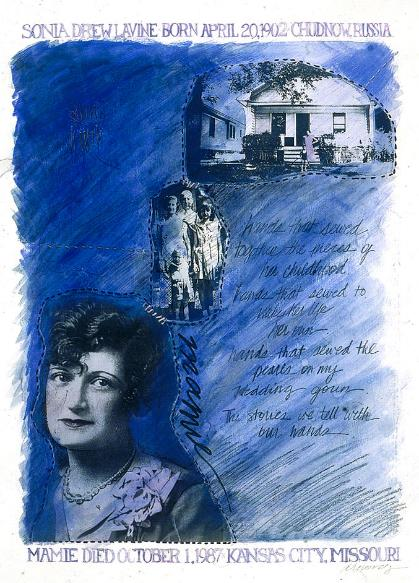 SONIA DREW LAVINE BORN APRIL 20, 1902 CHUDNOW, RUSSIA
hands that sewed
together the pieces of
her childhood
hands that sewed to
make her life
her own—
hands that sewed the
pearls on my
wedding gown.
The stories we tell with
our hands.
MAMIE DIED OCTOBER 1, 1987 KANSAS CITY, MISSOURI